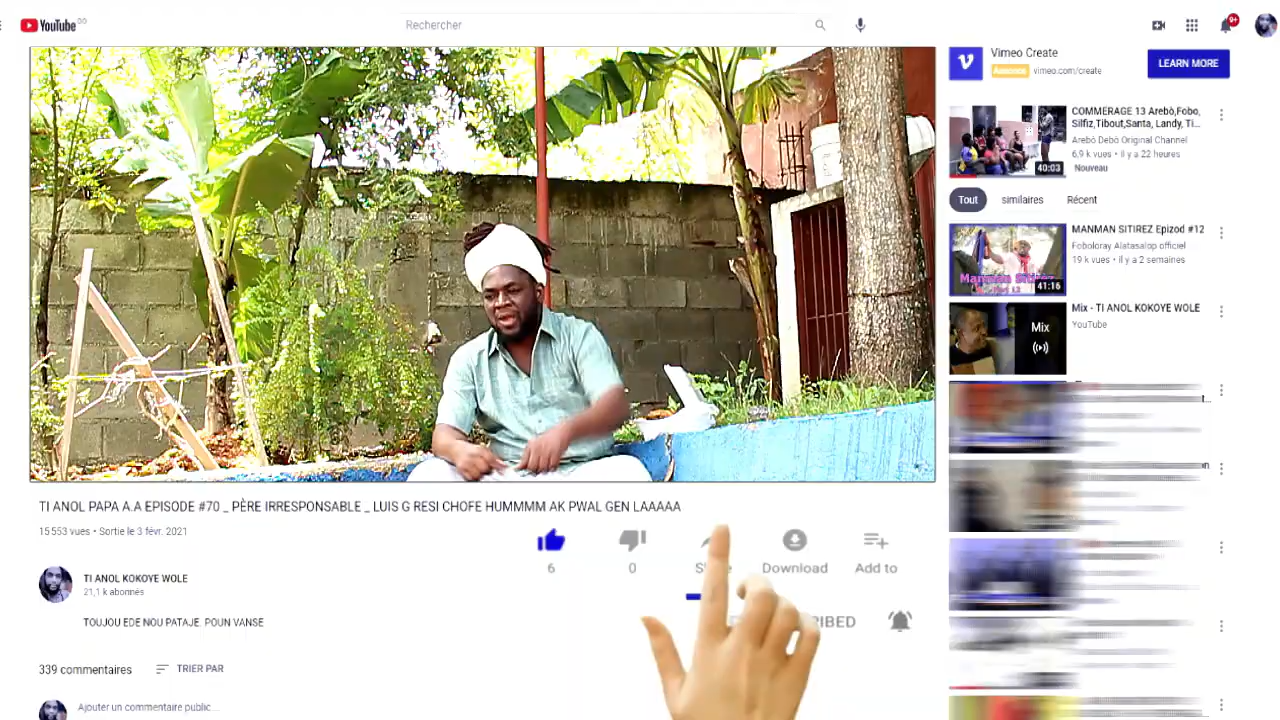 YouTube
Rechercher
9+
Vimeo Create
Annonce vimeo.com/create
LEARN MORE
COMMERAGE 13 Arebò,Fobo,
Silfiz,Tibout,Santa, Landy, Ti...
Arebò Debò Original Channel
6,9 k vues • il y a 22 heures
Nouveau
40:03
Tout
similaires
Récent
MANMAN SITIREZ Epizod #12
Foboloray Alatasalop officiel
19 k vues • il y a 2 semaines
Manman Sitirèz
41:16
Mix - TI ANOL KOKOYE WOLE
YouTube
Mix
TI ANOL PAPA A.A EPISODE #70 _ PÈRE IRRESPONSABLE _ LUIS G RESI CHOFE HUMMMM AK PWAL GEN LAAAAA
15 553 vues • Sortie le 3 févr. 2021
6
0
Download
Add to
TI ANOL KOKOYE WOLE
21,1 k abonnés
TOUJOU EDE NOU PATAJE, POUN VANSE
339 commentaires
TRIER PAR
Ajouter un commentaire public...